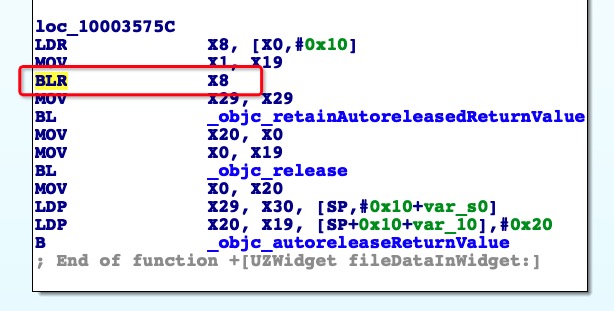 loc_10003575C
LDR X8, [X0,#0x10]
MOV X1, X19
BLR X8
MOV X29, X29
BL _objc_retainAutoreleasedReturnValue
MOV X20, X0
MOV X0, X19
BL _objc_release
MOV X0, X20
LDP X29, X30, [SP,#0x10+var_s0]
LDP X20, X19, [SP+0x10+var_10],#0x20
B _objc_autoreleaseReturnValue
; End of function +[UZWidget fileDataInWidget:]